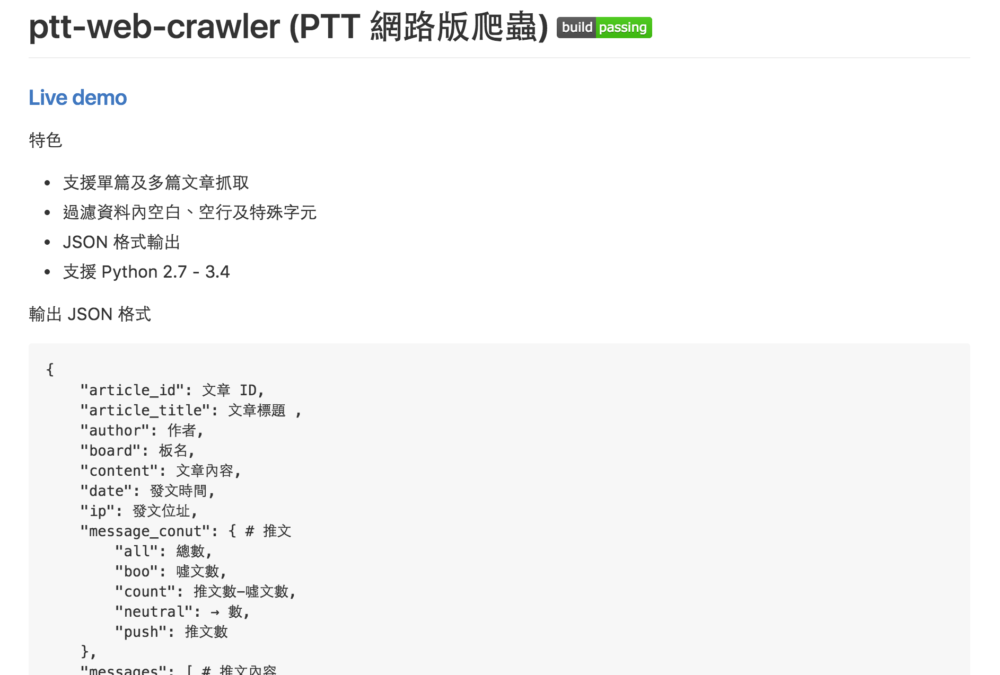 ptt-web-crawler (PTT 網路版爬蟲) build passing
Live demo
特色
• 支援單篇及多篇文章抓取
• 過濾資料內空白、空行及特殊字元
• JSON 格式輸出
• 支援 Python 2.7 - 3.4
輸出 JSON 格式
{
    "article_id": 文章 ID,
    "article_title": 文章標題 ,
    "author": 作者,
    "board": 板名,
    "content": 文章內容,
    "date": 發文時間,
    "ip": 發文位址,
    "message_conut": { # 推文
        "all": 總數,
        "boo": 噓文數,
        "count": 推文數-噓文數,
        "neutral": → 數,
        "push": 推文數
    },
    "messages": [ # 推文內容